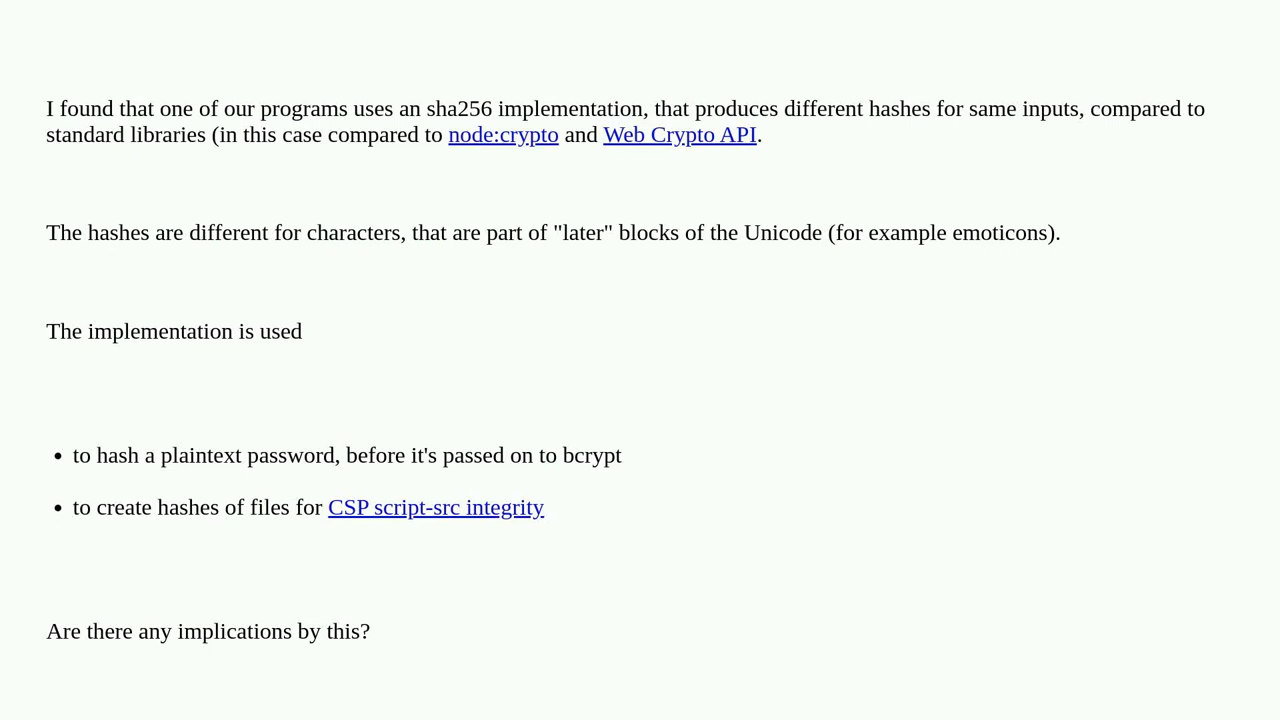 I found that one of our programs uses an sha256 implementation, that produces different hashes for same inputs, compared to
standard libraries (in this case compared to node:crypto and Web Crypto API.
The hashes are different for characters, that are part of "later" blocks of the Unicode (for example emoticons).
The implementation is used
• to hash a plaintext password, before it's passed on to bcrypt
• to create hashes of files for CSP script-src integrity
Are there any implications by this?